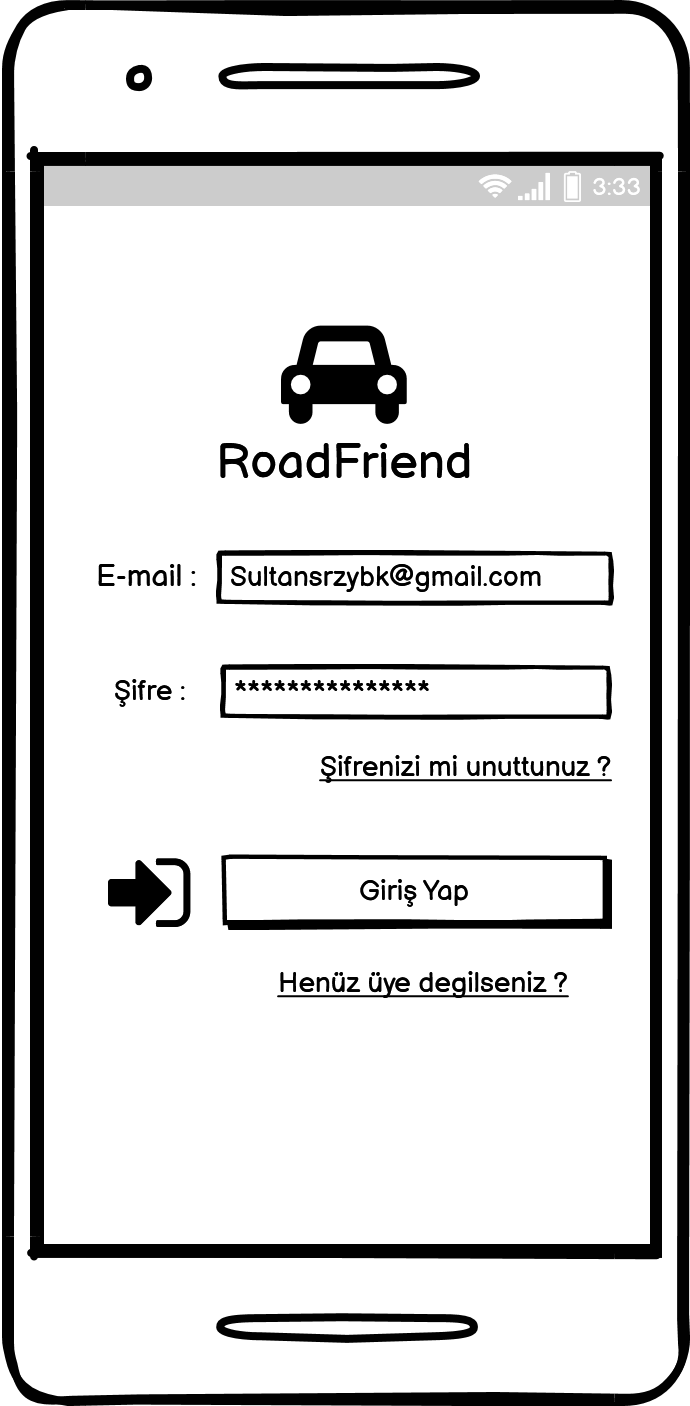 3:33
RoadFriend
E-mail : Sultansrzybk@gmail.com
Şifre : ***************
Şifrenizi mi unuttunuz ?
Giriş Yap
Henüz üye degilseniz ?